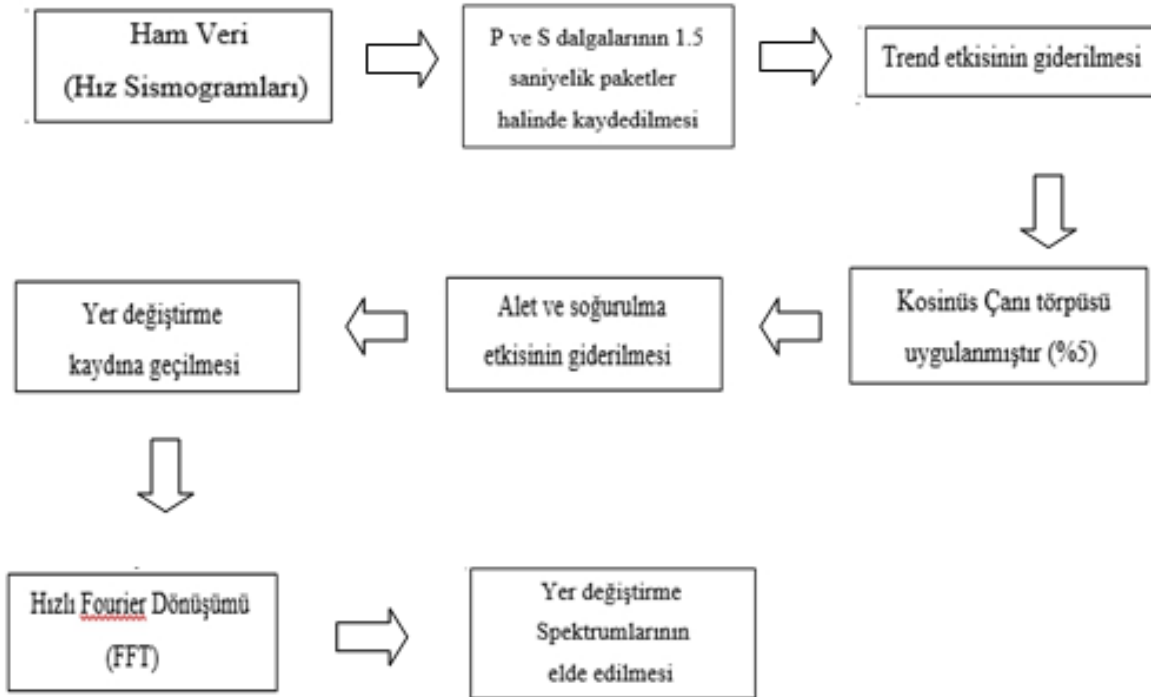 Ham Veri
(Hız Sismogramları)
P ve S dalgalarının 1.5
saniyelik paketler
halinde kaydedilmesi
Trend etkisinin giderilmesi
Kosinüs Çanı törpüsü
uygulanmıştır (%5)
Alet ve soğurulma
etkisinin giderilmesi
Yer değiştirme
kaydına geçilmesi
Hızlı Fourier Dönüşümü
(FFT)
Yer değiştirme
Spektrumlarının
elde edilmesi